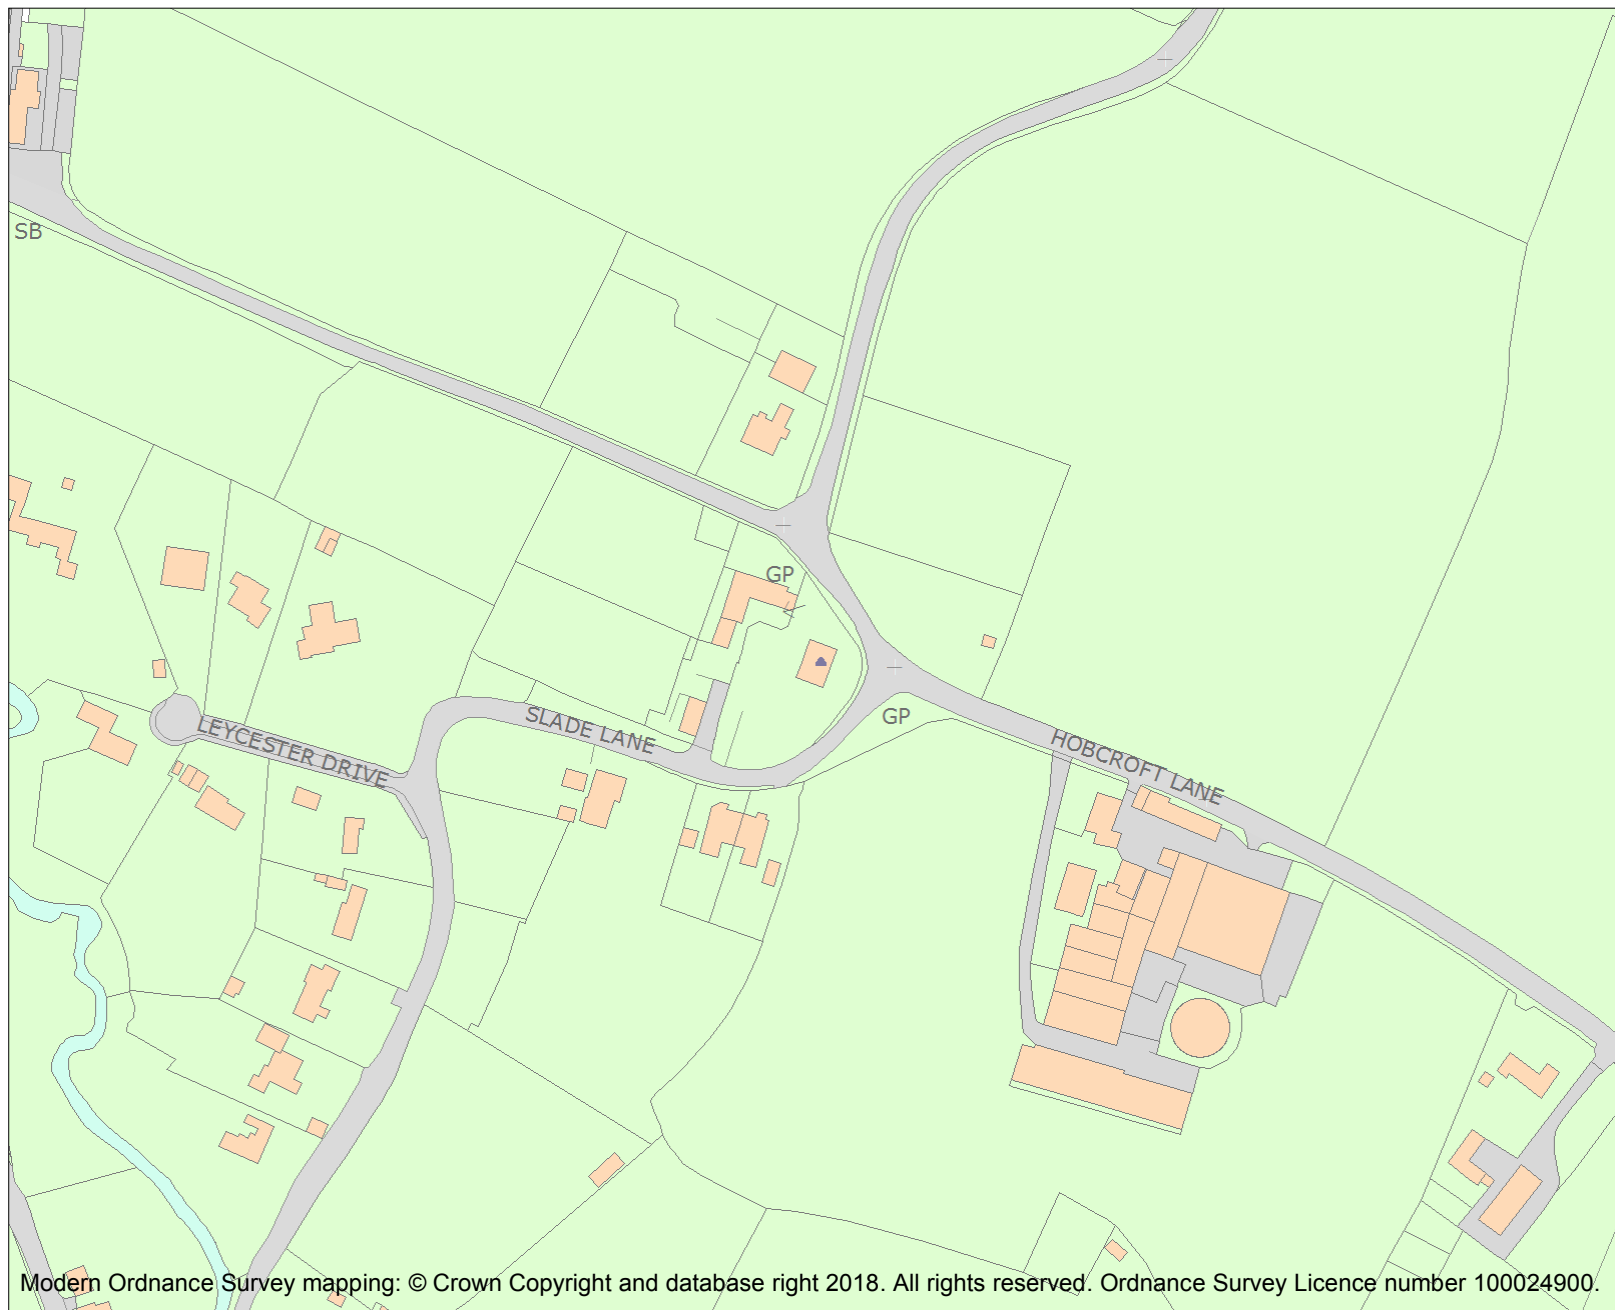 SB
GP
GP
LEYCESTER DRIVE
SLADE LANE
HOBCROFT LANE
Modern Ordnance Survey mapping: © Crown Copyright and database right 2018. All rights reserved. Ordnance Survey Licence number 100024900.